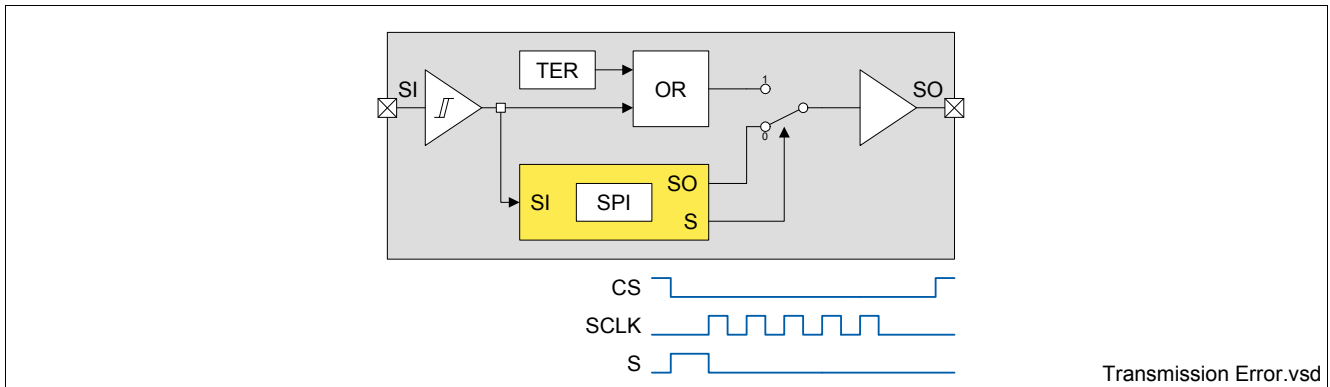 TER
OR
1
SI
SO
0
SO
SI
SPI
S
CS
SCLK
S
Transmission Error.vsd